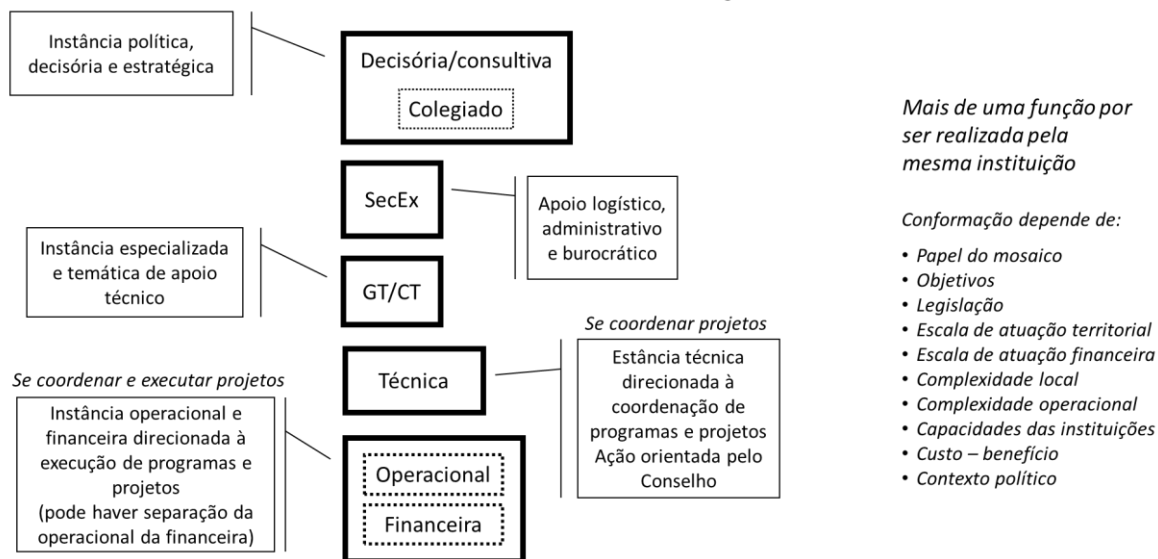 Instância política,
decisória e estratégica
Decisória/consultiva
Colegiado
SecEx
Apoio logístico,
administrativo
e burocrático
Instância especializada
e temática de apoio
técnico
GT/CT
Se coordenar projetos
Técnica
Estância técnica
direcionada à
coordenação de
programas e projetos
Ação orientada pelo
Conselho
Se coordenar e executar projetos
Instância operacional e
financeira direcionada à
execução de programas e
projetos
(pode haver separação da
operacional da financeira)
Operacional
Financeira
Mais de uma função por
ser realizada pela
mesma instituição
Conformação depende de:
• Papel do mosaico
• Objetivos
• Legislação
• Escala de atuação territorial
• Escala de atuação financeira
• Complexidade local
• Complexidade operacional
• Capacidades das instituições
• Custo – benefício
• Contexto político